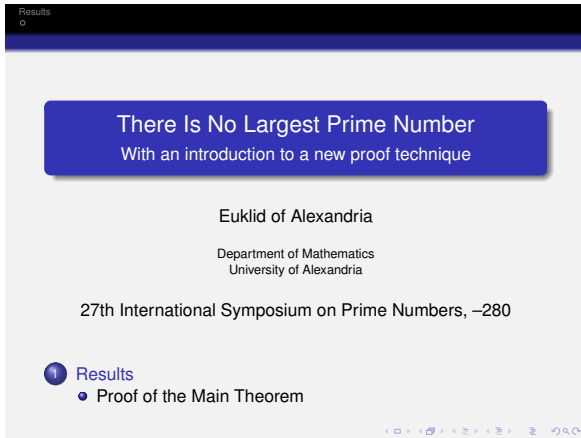 Results
There Is No Largest Prime Number
With an introduction to a new proof technique
Euklid of Alexandria
Department of Mathematics
University of Alexandria
27th International Symposium on Prime Numbers, –280
1 Results
Proof of the Main Theorem